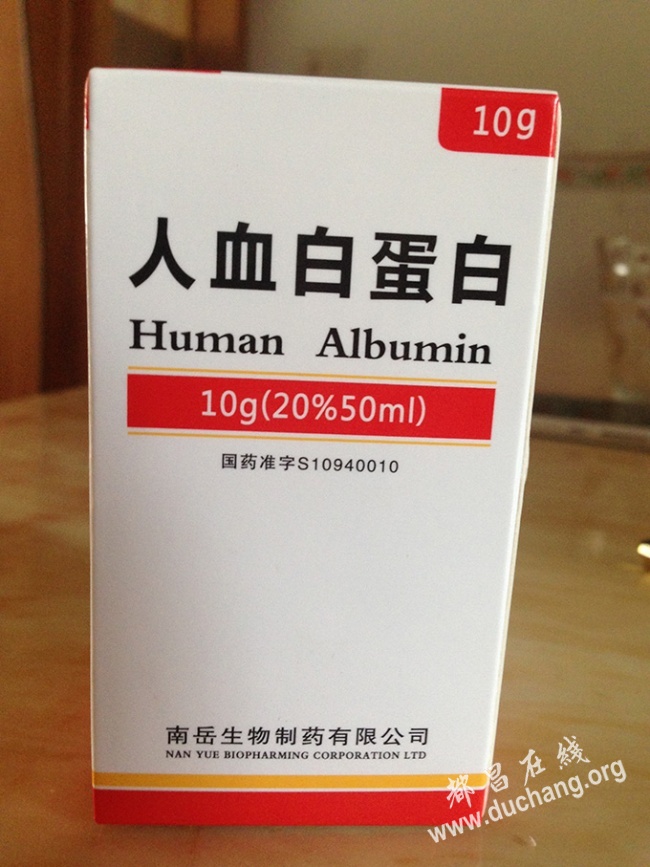 10g
人血白蛋白
Human Albumin
10g(20%50ml)
国药准字S10940010
南岳生物制药有限公司
NAN YUE BIOPHARMING CORPORATION LTD
都昌在线
www.duchang.org